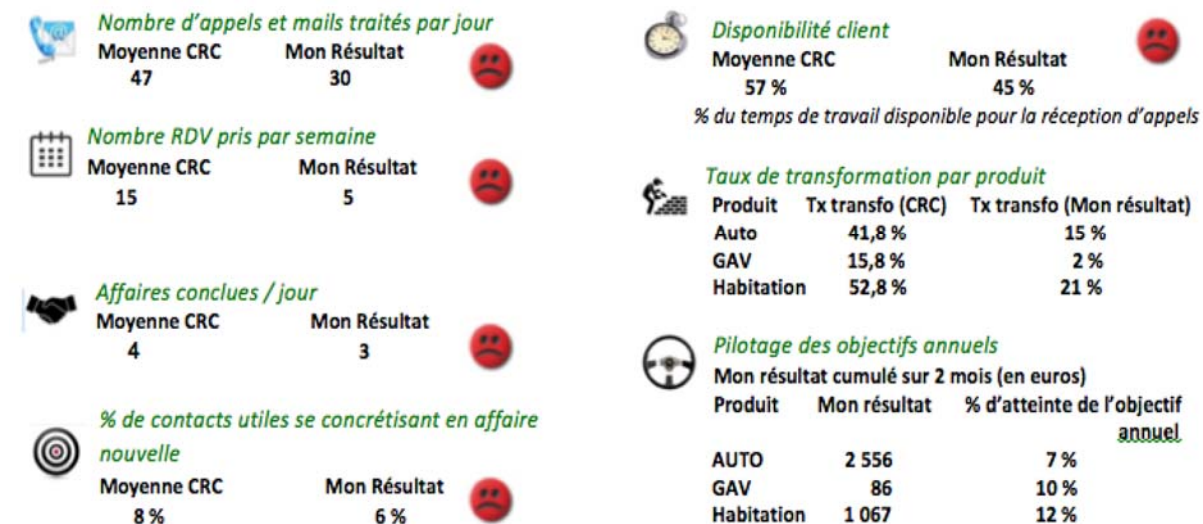 Nombre d'appels et mails traités par jour
Moyenne CRC Mon Résultat
47 30
Nombre RDV pris par semaine
Moyenne CRC Mon Résultat
15 5
Affaires conclues / jour
Moyenne CRC Mon Résultat
4 3
% de contacts utiles se concrétisant en affaire
nouvelle
Moyenne CRC Mon Résultat
8 % 6 %
Disponibilité client
Moyenne CRC Mon Résultat
57 % 45 %
% du temps de travail disponible pour la réception d'appels
Taux de transformation par produit
Produit Tx transfo (CRC) Tx transfo (Mon résultat)
Auto 41,8 % 15 %
GAV 15,8 % 2 %
Habitation 52,8 % 21 %
Pilotage des objectifs annuels
Mon résultat cumulé sur 2 mois (en euros)
Produit Mon résultat % d'atteinte de l'objectif
annuel
AUTO 2 556 7 %
GAV 86 10 %
Habitation 1 067 12 %